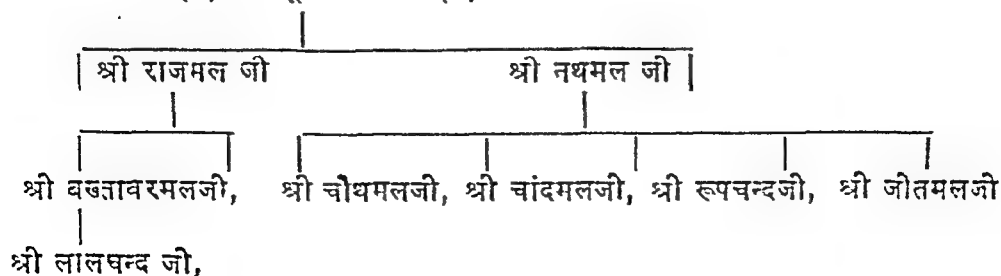 श्री राजमल जी श्री नथमल जी
श्री बख्तावरमलजी, श्री चौथमलजी, श्री चांदमलजी, श्री रूपचन्दजी, श्री जीतमलजी
श्री लालचन्द जी,